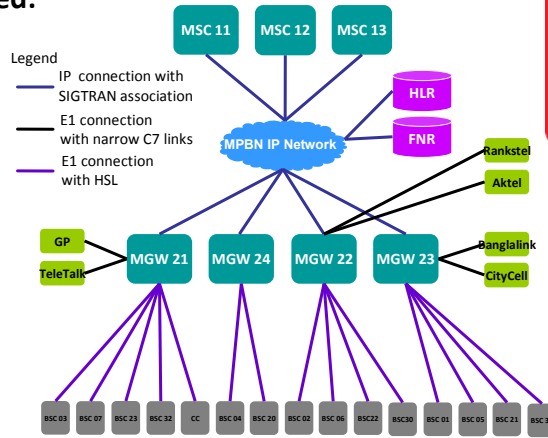 ed:
MSC 11
MSC 12
MSC 13
Legend
IP connection with
SIGTRAN association
E1 connection
with narrow C7 links
E1 connection
with HSL
HLR
FNR
MPBN IP Network
Rankstel
Aktel
GP
TeleTalk
MGW 21
MGW 24
MGW 22
MGW 23
Banglalink
CityCell
BSC 03
BSC 07
BSC 23
BSC 32
CC
BSC 04
BSC 20
BSC 02
BSC 06
BSC22
BSC30
BSC 01
BSC 05
BSC 21
BSC 3